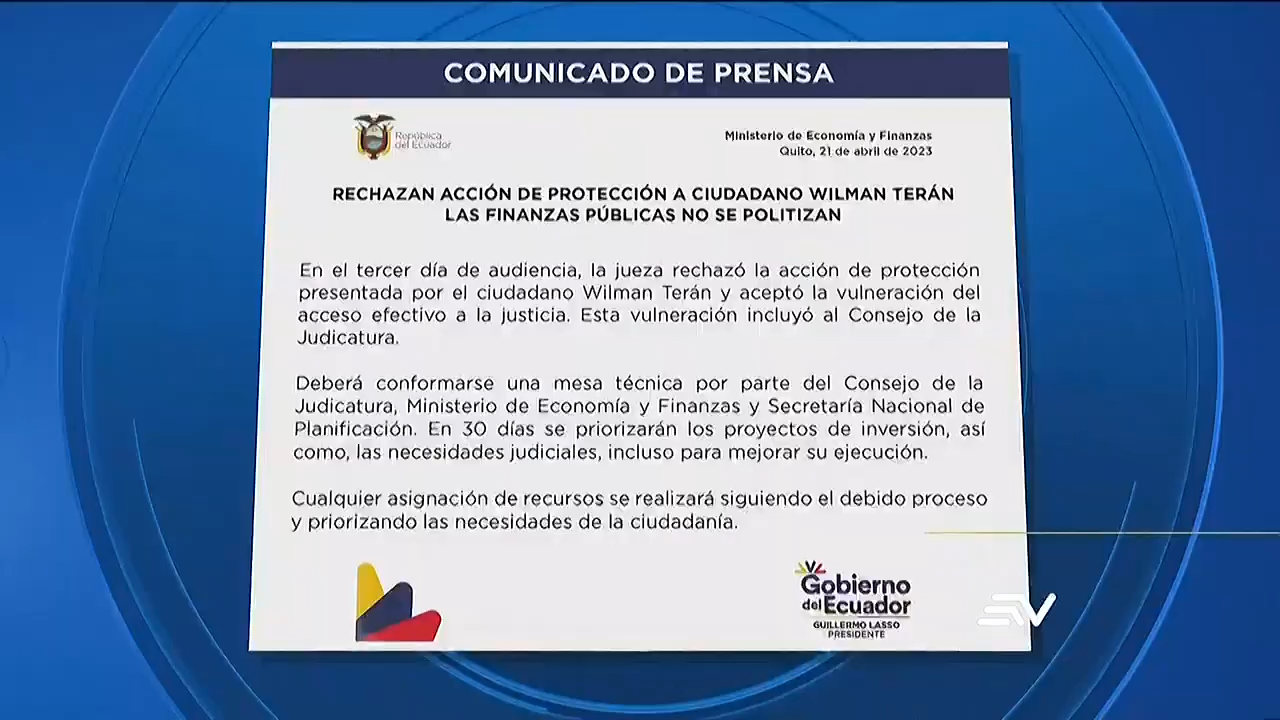 COMUNICADO DE PRENSA
República
del Ecuador
Ministerio de Economía y Finanzas
Quito, 21 de abril de 2023
RECHAZAN ACCIÓN DE PROTECCIÓN A CIUDADANO WILMAN TERÁN
LAS FINANZAS PÚBLICAS NO SE POLITIZAN
En el tercer día de audiencia, la jueza rechazó la acción de protección
presentada por el ciudadano Wilman Terán y aceptó la vulneración del
acceso efectivo a la justicia. Esta vulneración incluyó al Consejo de la
Judicatura.
Deberá conformarse una mesa técnica por parte del Consejo de la
Judicatura, Ministerio de Economía y Finanzas y Secretaría Nacional de
Planificación. En 30 días se priorizarán los proyectos de inversión, así
como, las necesidades judiciales, incluso para mejorar su ejecución.
Cualquier asignación de recursos se realizará siguiendo el debido proceso
y priorizando las necesidades de la ciudadanía.
Gobierno
del Ecuador
GUILLERMO LASSO
PRESIDENTE
EV